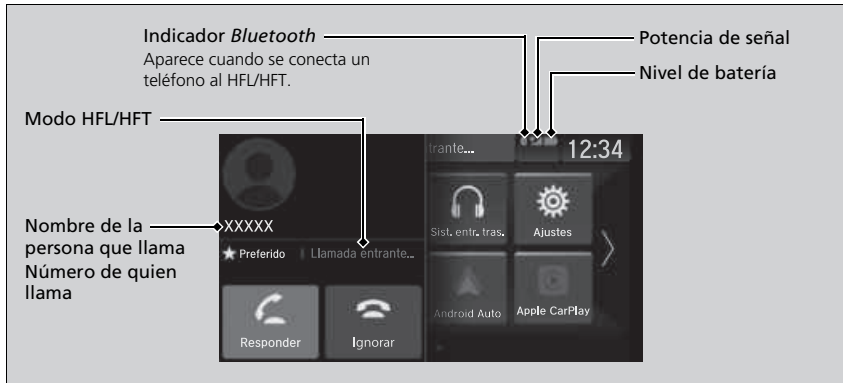 Indicador Bluetooth
Aparece cuando se conecta un
teléfono al HFL/HFT.
Potencia de señal
Nivel de batería
Modo HFL/HFT
trante...
12:34
Nombre de la
persona que llama
Número de quien
llama
XXXXX
Preferido
Llamada entrante...
Sist. entr. tras.
Ajustes
Android Auto
Apple CarPlay
Responder
Ignorar